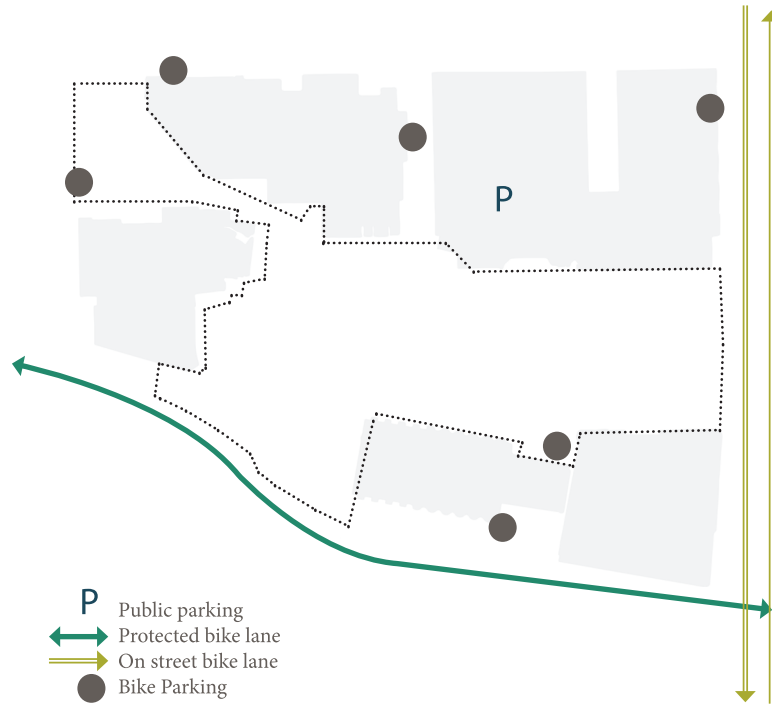 P
P
Public parking
Protected bike lane
On street bike lane
Bike Parking